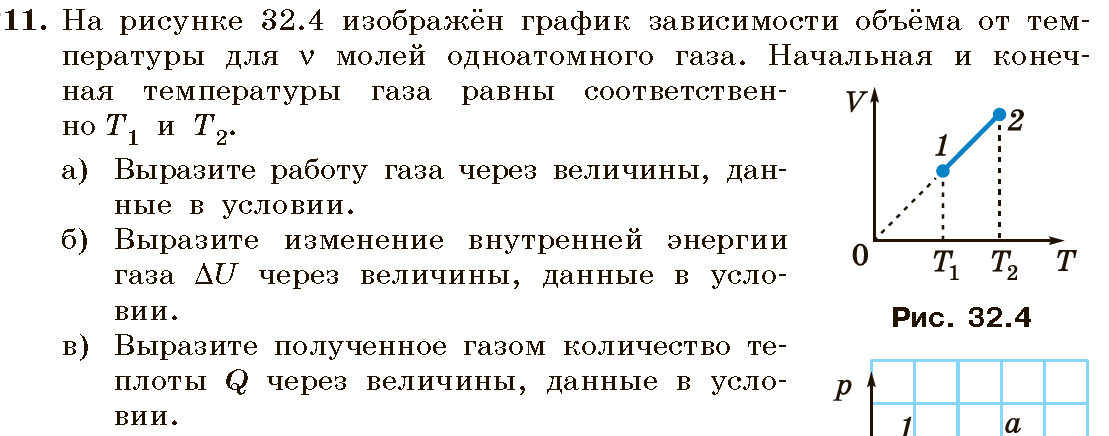 11. На рисунке 32.4 изображён график зависимости объёма от тем-
пературы для ν молей одноатомного газа. Начальная и конеч-
ная температуры газа равны соответствен-
но T₁ и T₂.
а) Выразите работу газа через величины, дан-
ные в условии.
б) Выразите изменение внутренней энергии
газа ΔU через величины, данные в усло-
вии.
в) Выразите полученное газом количество те-
плоты Q через величины, данные в усло-
вии.
V
2
1
0 T₁ T₂ T
Рис. 32.4
p
1 a